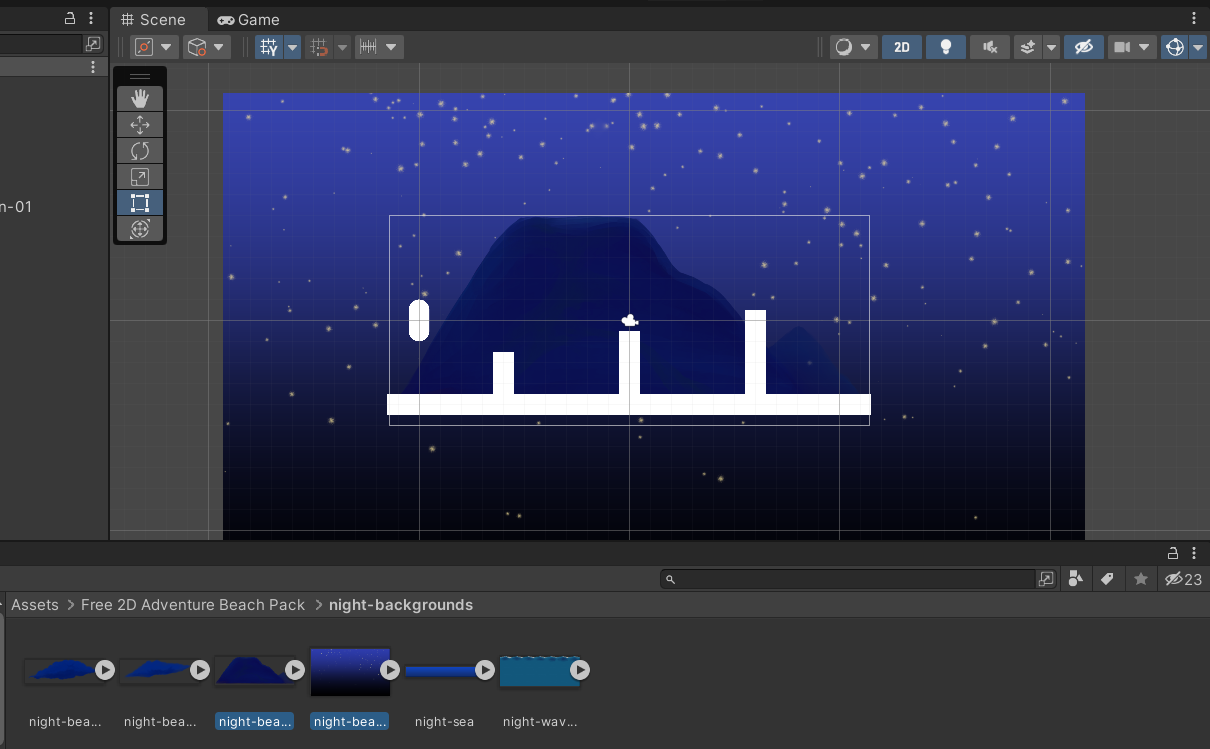 Scene Game
2D
n-01
23
Assets > Free 2D Adventure Beach Pack > night-backgrounds
night-bea... night-bea... night-bea... night-bea... night-sea night-wav...